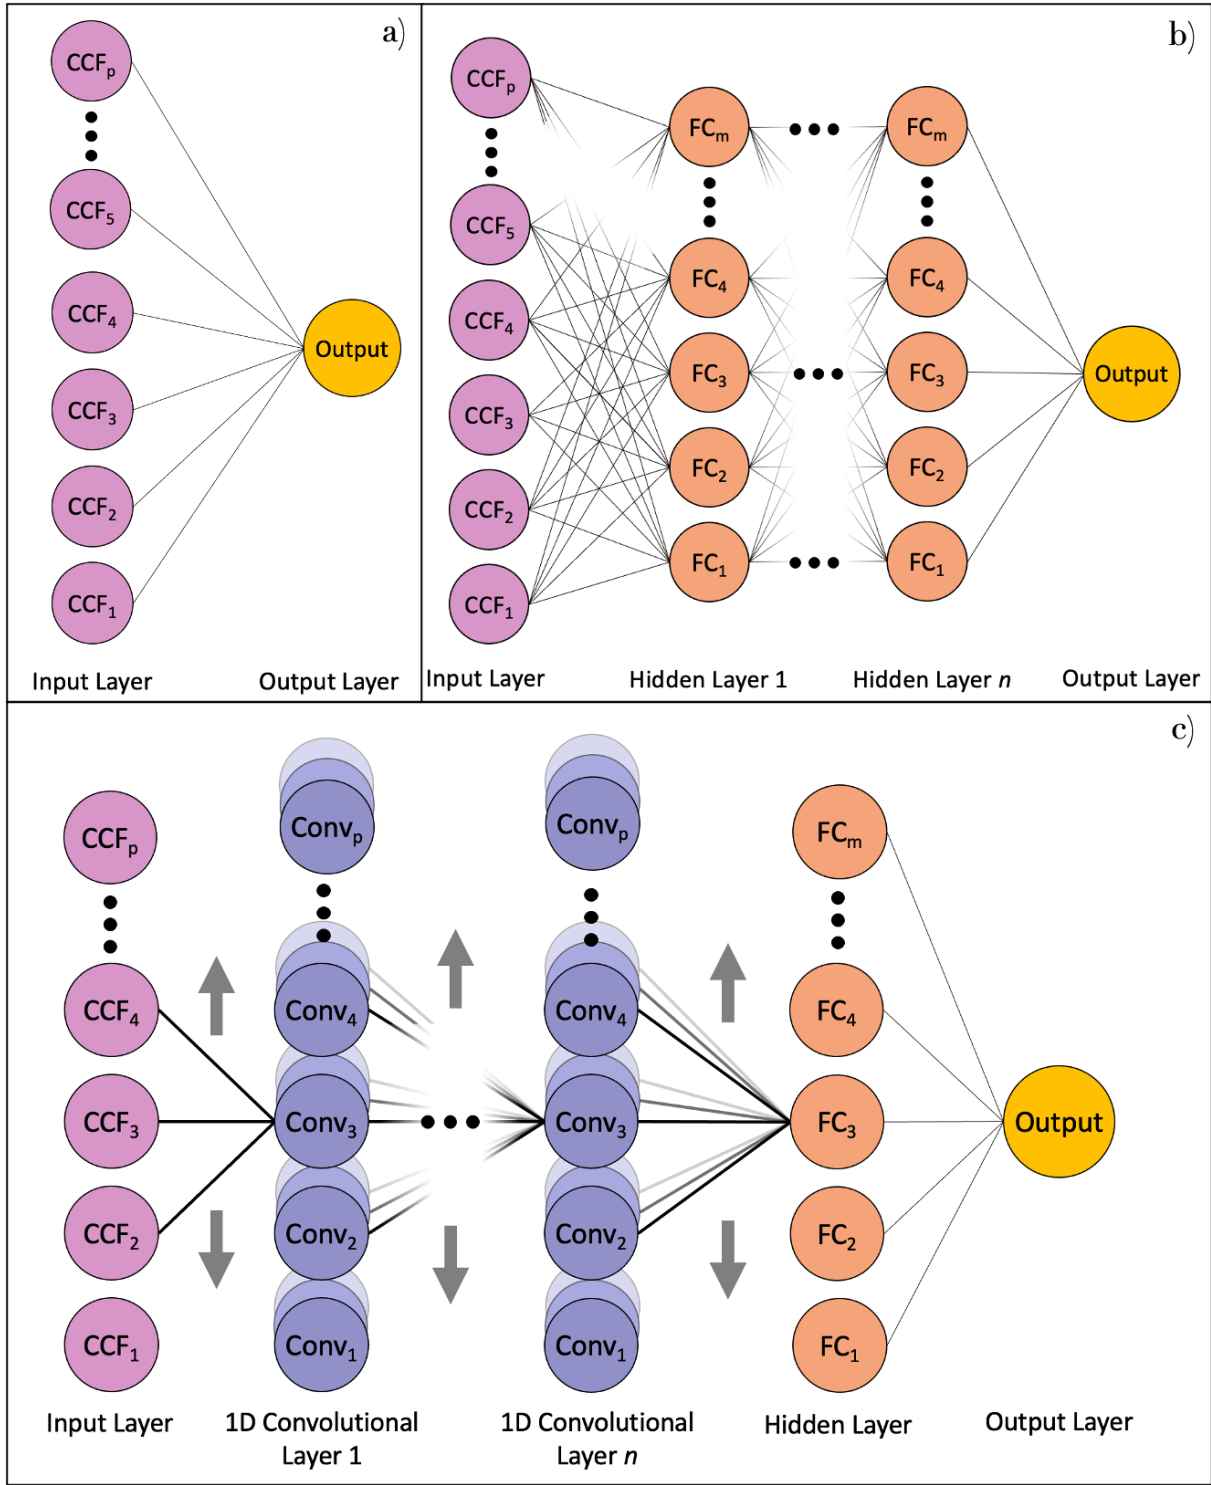 a)
CCFp
CCF5
CCF4
CCF3
CCF2
CCF1
Output
Input Layer
Output Layer
b)
CCFp
CCF5
CCF4
CCF3
CCF2
CCF1
FCm
FC4
FC3
FC2
FC1
FCm
FC4
FC3
FC2
FC1
Output
Input Layer
Hidden Layer 1
Hidden Layer n
Output Layer
c)
CCFp
CCF4
CCF3
CCF2
CCF1
Convp
Conv4
Conv3
Conv2
Conv1
Convp
Conv4
Conv3
Conv2
Conv1
FCm
FC4
FC3
FC2
FC1
Output
Input Layer
1D Convolutional
Layer 1
1D Convolutional
Layer n
Hidden Layer
Output Layer